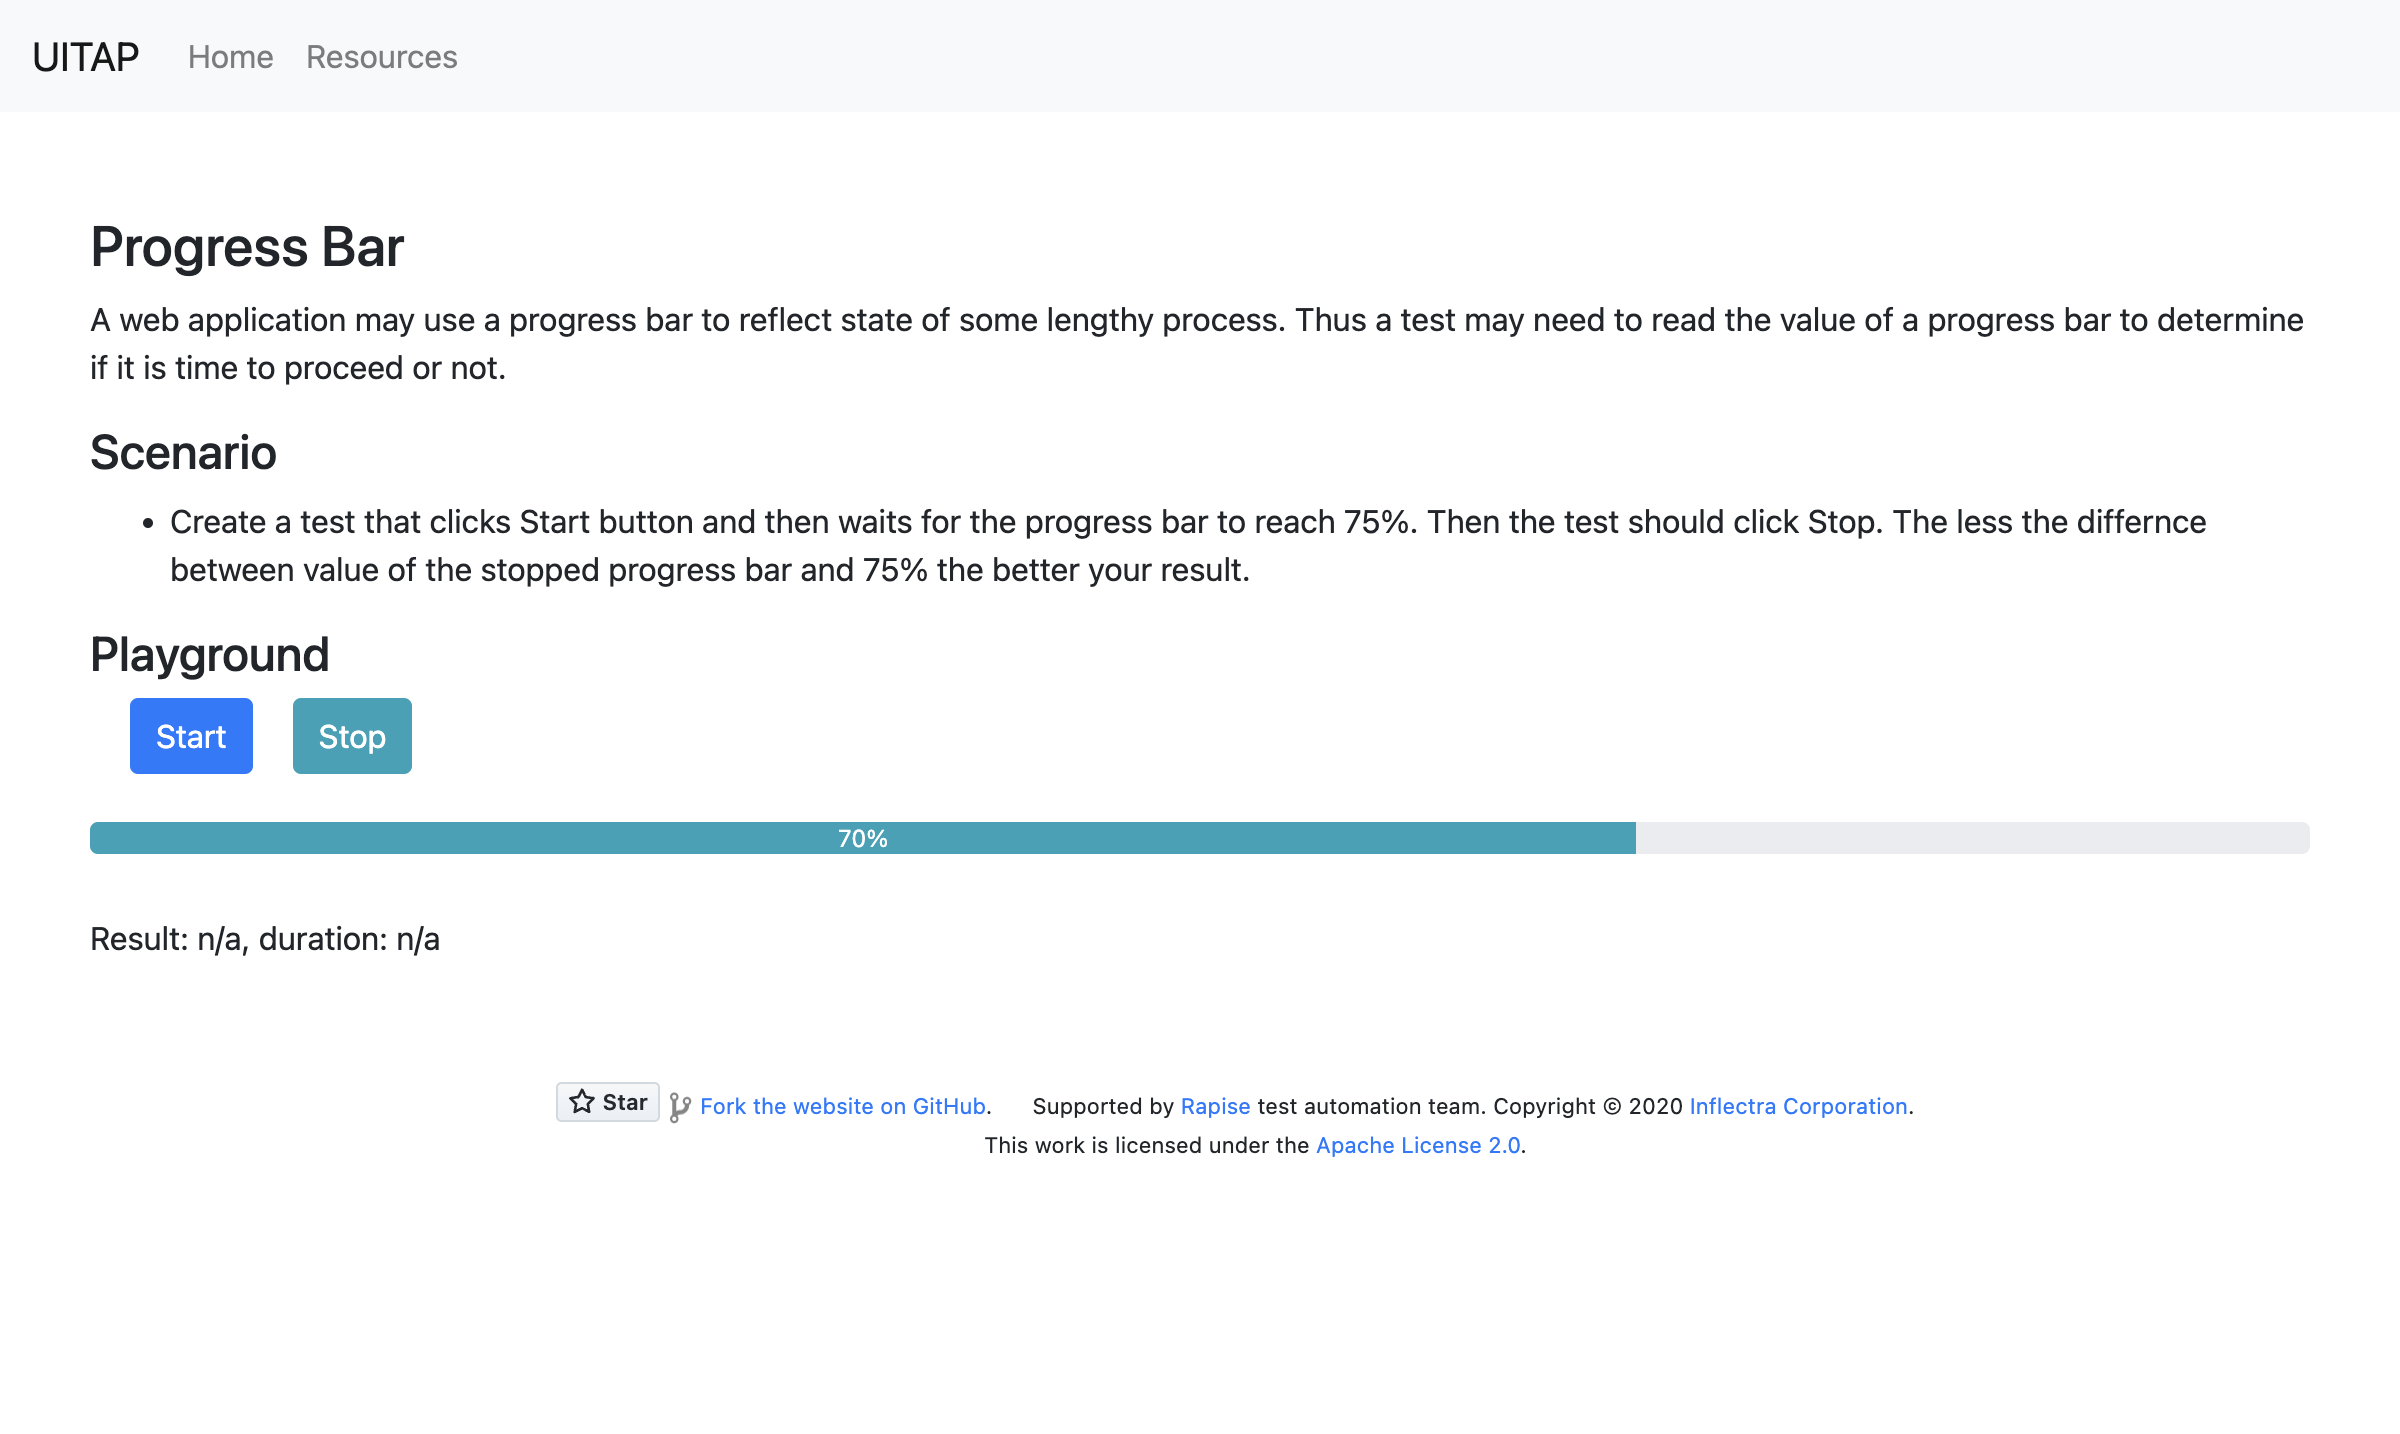 UITAP Home Resources
Progress Bar
A web application may use a progress bar to reflect state of some lengthy process. Thus a test may need to read the value of a progress bar to determine
if it is time to proceed or not.
Scenario
• Create a test that clicks Start button and then waits for the progress bar to reach 75%. Then the test should click Stop. The less the differnce
between value of the stopped progress bar and 75% the better your result.
Playground
Start Stop
70%
Result: n/a, duration: n/a
Star Fork the website on GitHub. Supported by Rapise test automation team. Copyright © 2020 Inflectra Corporation.
This work is licensed under the Apache License 2.0.